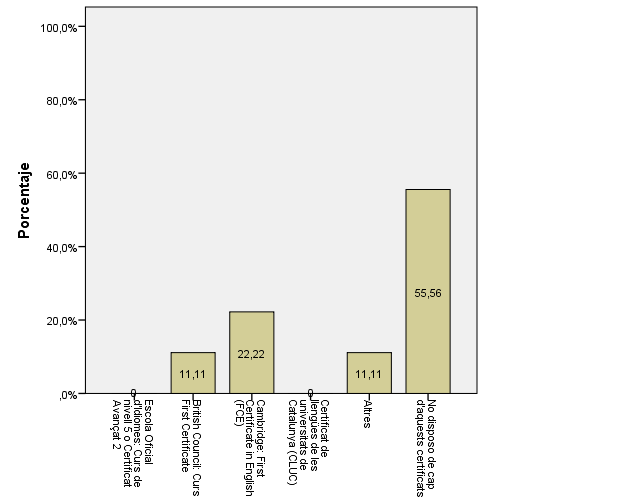 100,0%
80,0%
60,0%
40,0%
20,0%
,0%
Porcentaje
0
11,11
22,22
0
11,11
55,56
Escola Oficial
d'Idiomes: Curs de
nivell 5 o Certificat
Avançat 2
British Council: Curs
First Certificate
Cambridge: First
Certificate in English
(FCE)
Certificat de
llengües de les
universitats de
Catalunya (CLUC)
Altres
No disposo de cap
d'aquests certificats